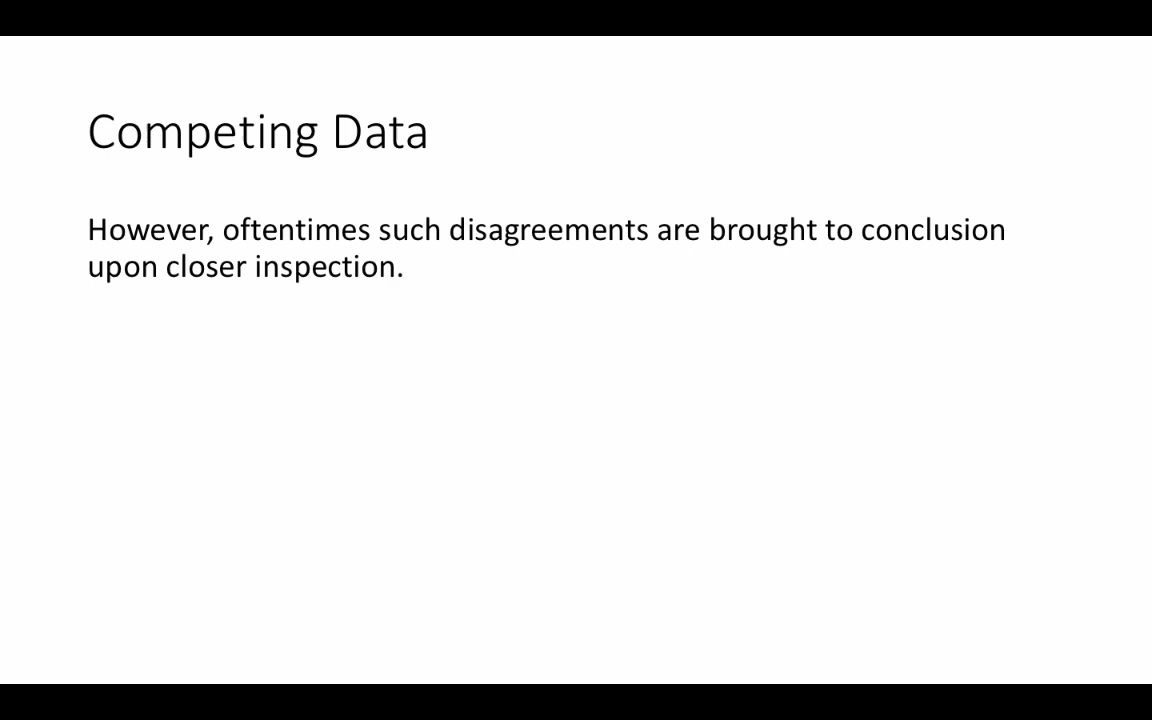 Competing Data
However, oftentimes such disagreements are brought to conclusion
upon closer inspection.